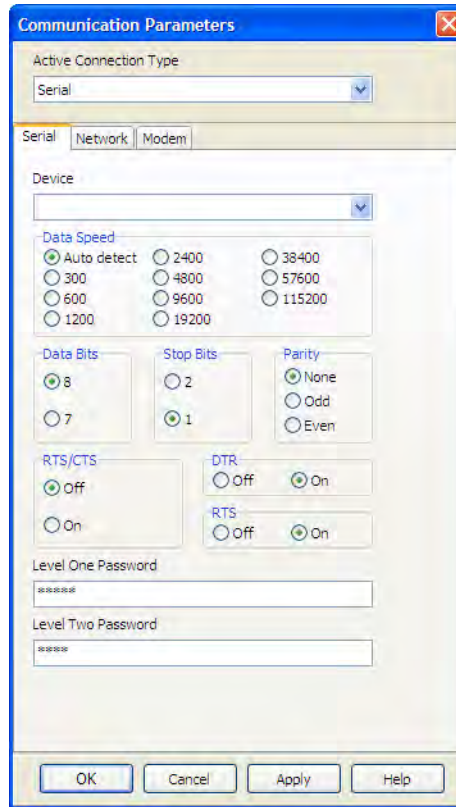 Communication Parameters
Active Connection Type
Serial
Serial Network Modem
Device
Data Speed
Auto detect 2400 38400
300 4800 57600
600 9600 115200
1200 19200
Data Bits Stop Bits Parity
8 2 None
7 1 Odd
Even
RTS/CTS DTR
Off Off On
On RTS
Off On
Level One Password
*****
Level Two Password
****
OK Cancel Apply Help